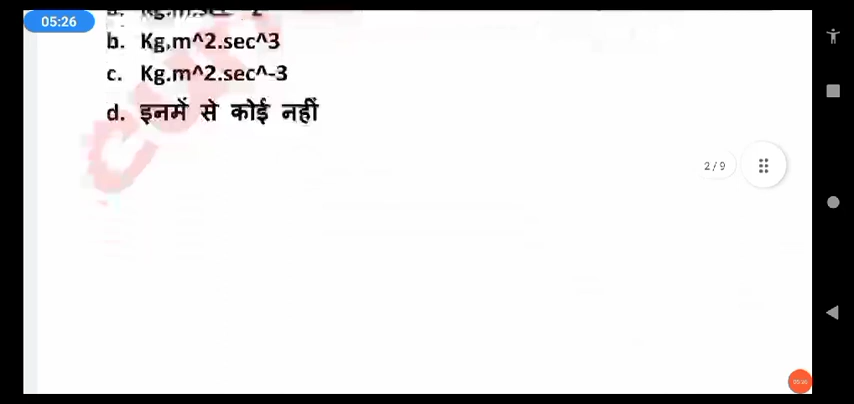 05:26
b. Kg.m^2.sec^3
c. Kg.m^2.sec^-3
d. इनमें से कोई नहीं
2/9